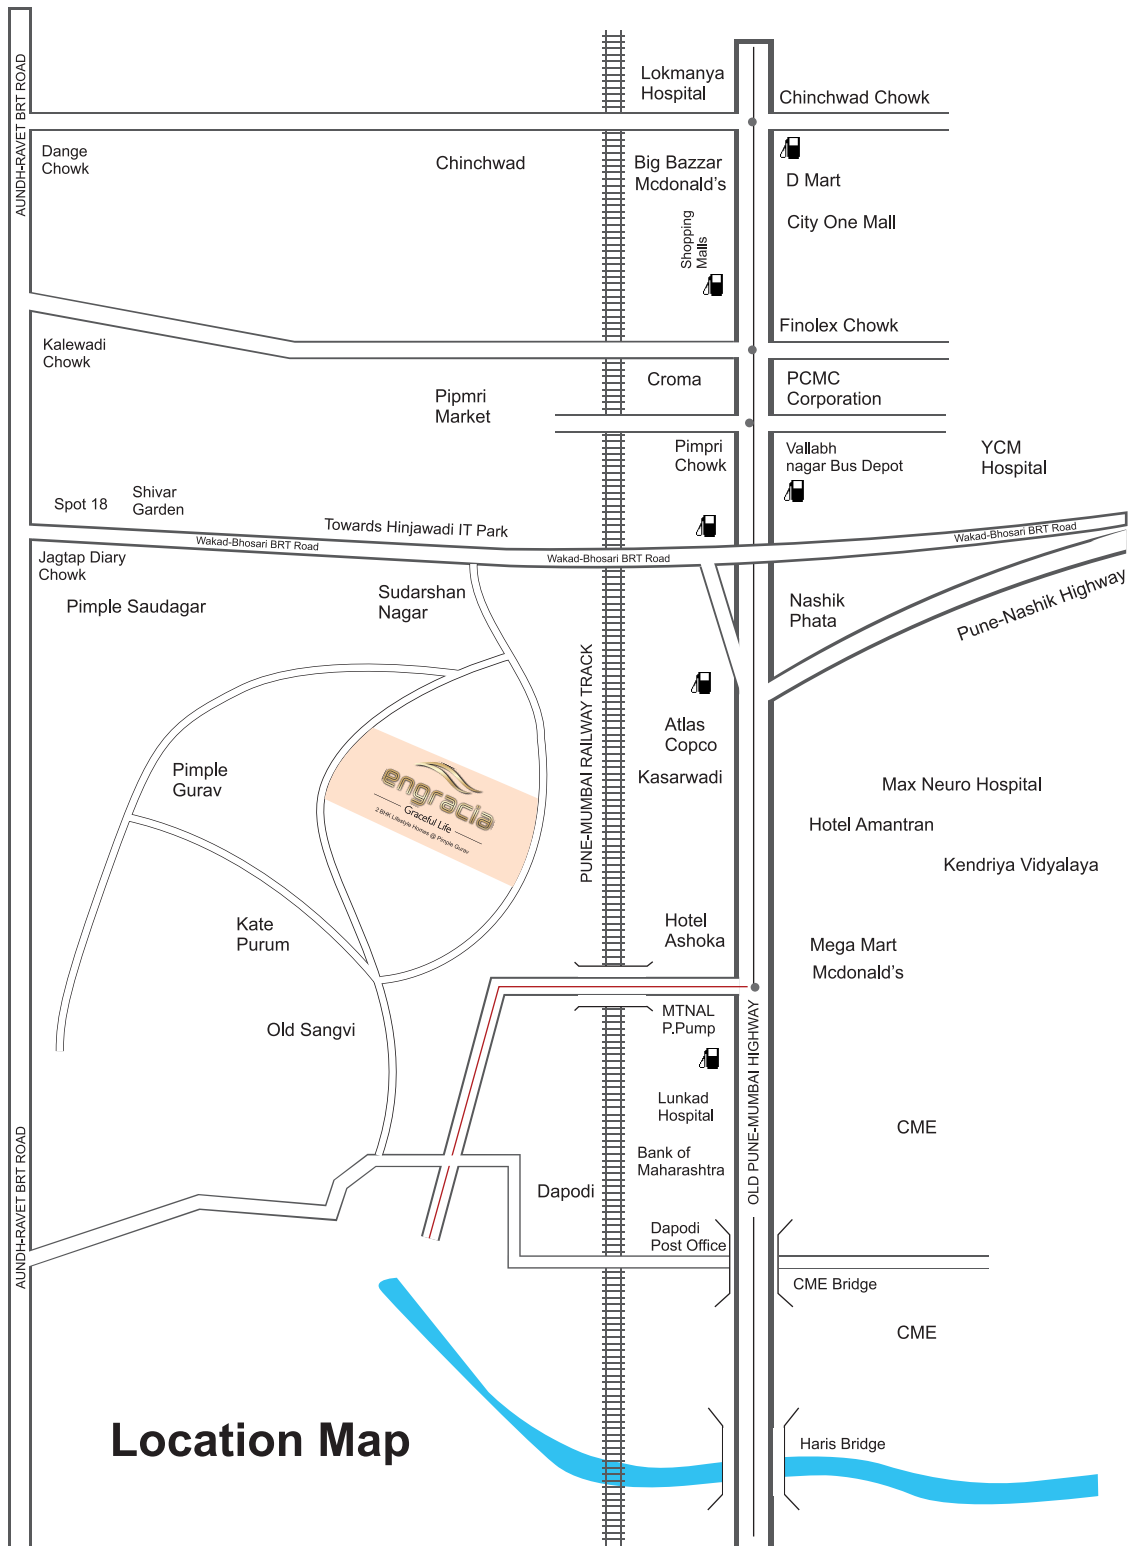 AUNDH-RAVET BRT ROAD
Lokmanya
Hospital
Chinchwad Chowk
Dange
Chowk
Chinchwad
Big Bazzar
Mcdonald's
D Mart
City One Mall
Shopping
Malls
Finolex Chowk
Kalewadi
Chowk
Croma
PCMC
Corporation
Pipmri
Market
Pimpri
Chowk
Vallabh
nagar Bus Depot
YCM
Hospital
Spot 18
Shivar
Garden
Towards Hinjawadi IT Park
Wakad-Bhosari BRT Road
Wakad-Bhosari BRT Road
Wakad-Bhosari BRT Road
Jagtap Diary
Chowk
Pimple Saudagar
Sudarshan
Nagar
Nashik
Phata
Pune-Nashik Highway
PUNE-MUMBAI RAILWAY TRACK
Atlas
Copco
Kasarwadi
Pimple
Gurav
engracia
Graceful Life
2 BHK Lifestyle Homes @ Pimple Gurav
Max Neuro Hospital
Hotel Amantran
Kendriya Vidyalaya
Kate
Purum
Hotel
Ashoka
Mega Mart
Mcdonald's
Old Sangvi
MTNAL
P.Pump
OLD PUNE-MUMBAI HIGHWAY
Lunkad
Hospital
CME
AUNDH-RAVET BRT ROAD
Bank of
Maharashtra
Dapodi
Dapodi
Post Office
CME Bridge
CME
Location Map
Haris Bridge